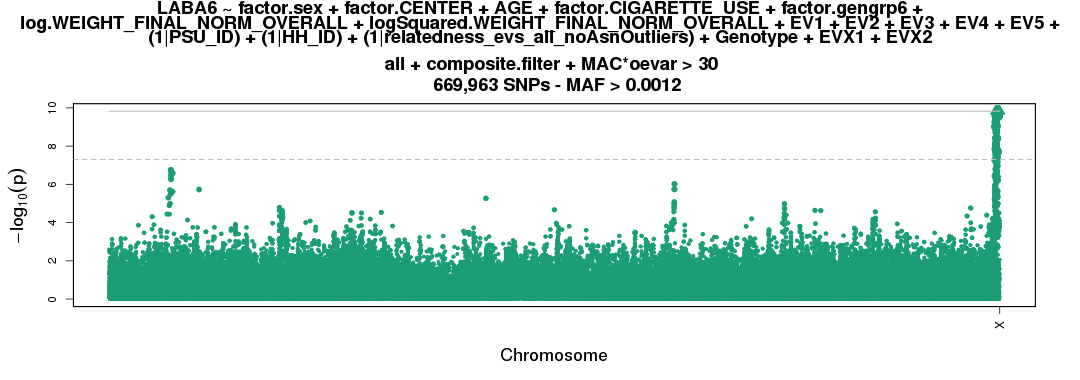 LABA6 ~ factor.sex + factor.CENTER + AGE + factor.CIGARETTE_USE + factor.gengrp6 +
log.WEIGHT_FINAL_NORM_OVERALL + logSquared.WEIGHT_FINAL_NORM_OVERALL + EV1 + EV2 + EV3 + EV4 + EV5 +
(1|PSU_ID) + (1|HH_ID) + (1|relatedness_evs_all_noAsnOutliers) + Genotype + EVX1 + EVX2
all + composite.filter + MAC*oevar > 30
669,963 SNPs - MAF > 0.0012
10
8
6
4
2
0
−log10(p)
X
Chromosome